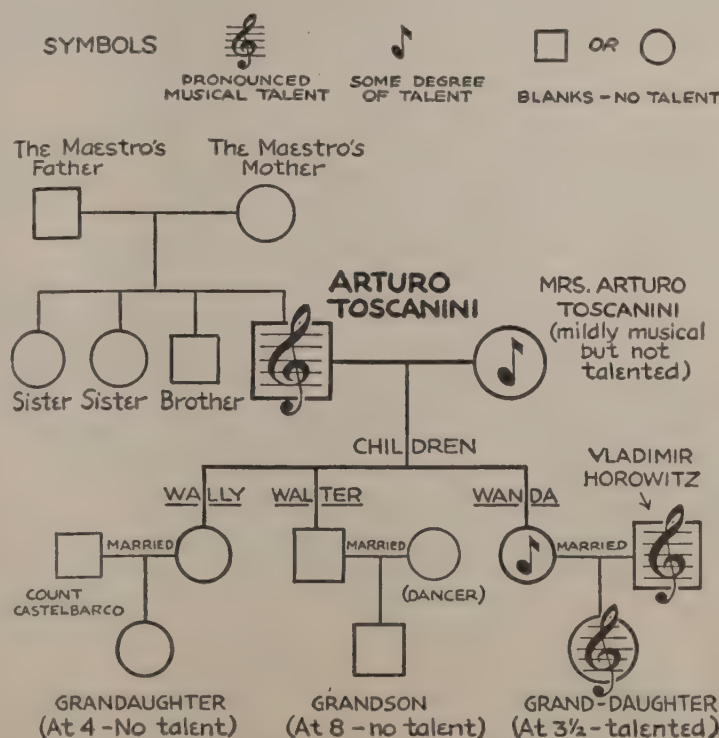 SYMBOLS
PRONOUNCED
MUSICAL TALENT
SOME DEGREE
OF TALENT
OR
BLANKS - NO TALENT
The Maestro's
Father
The Maestro's
Mother
ARTURO
TOSCANINI
MRS. ARTURO
TOSCANINI
(mildly musical
but not
talented)
Sister Sister Brother
CHILDREN
VLADIMIR
HOROWITZ
WALLY WALTER WANDA
MARRIED MARRIED MARRIED
COUNT
CASTELBARCO
(DANCER)
GRANDAUGHTER
(At 4 - No talent)
GRANDSON
(At 8 - no talent)
GRAND-DAUGHTER
(At 3½ - talented)